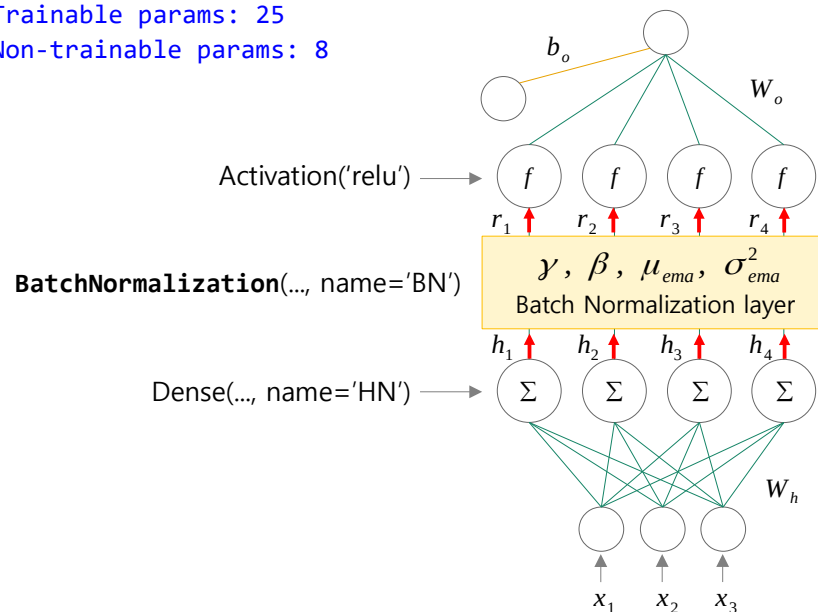 Trainable params: 25
Non-trainable params: 8
b_o
W_o
Activation('relu')
f f f f
r_1 r_2 r_3 r_4
BatchNormalization(..., name='BN')
γ, β, μ_ema, σ²_ema
Batch Normalization layer
h_1 h_2 h_3 h_4
Dense(..., name='HN')
Σ Σ Σ Σ
W_h
x_1 x_2 x_3